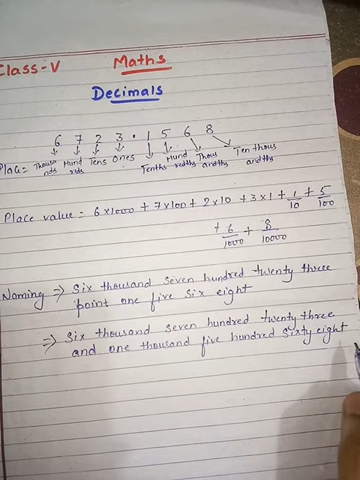 Class-V Maths
Decimals
6 7 2 3 . 1 5 6 8
Place= Thousands Hundreds Tens Ones Tenths Hundredths Thousandths Ten thousandths
Place value = 6×1000 + 7×100 + 2×10 + 3×1 + 1/10 + 5/100
+ 6/1000 + 8/10000
Naming ⇒ Six thousand seven hundred twenty three
point one five six eight
⇒ Six thousand seven hundred twenty three
and one thousand five hundred sixty eight